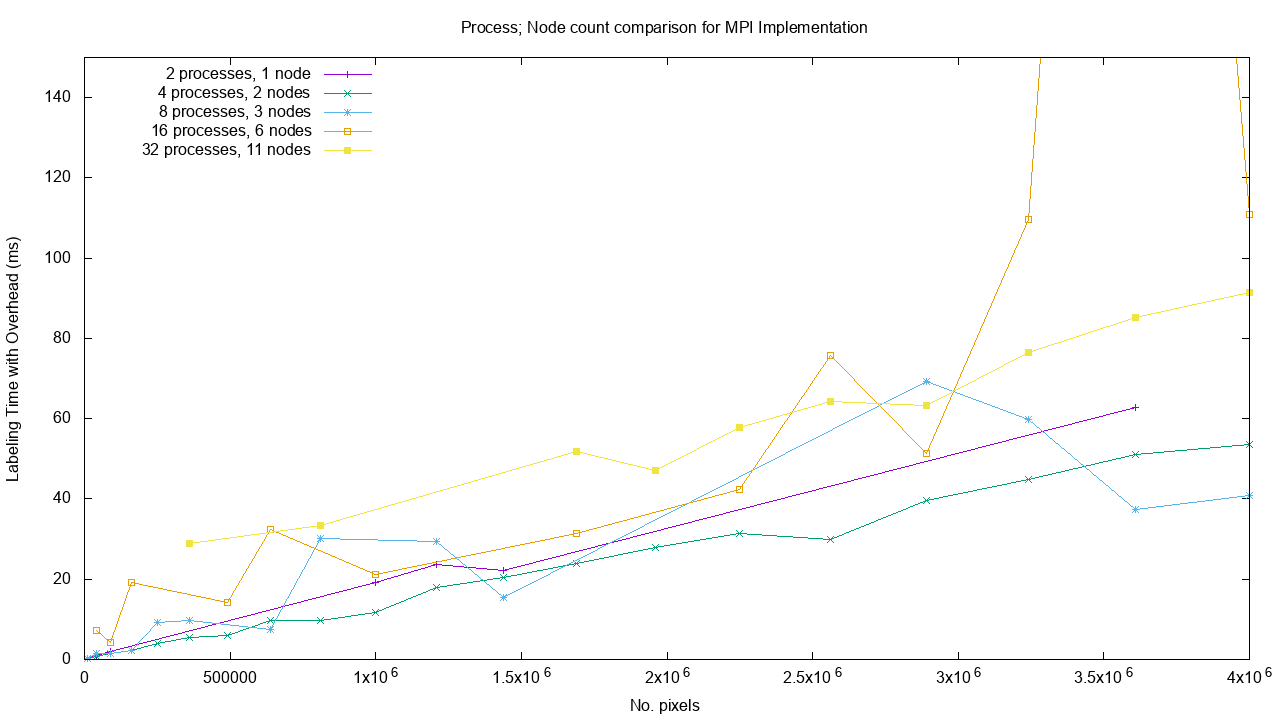 Process; Node count comparison for MPI Implementation
2 processes, 1 node
4 processes, 2 nodes
8 processes, 3 nodes
16 processes, 6 nodes
32 processes, 11 nodes
Labeling Time with Overhead (ms)
140
120
100
80
60
40
20
0
0 500000 1x10^6 1.5x10^6 2x10^6 2.5x10^6 3x10^6 3.5x10^6 4x10^6
No. pixels